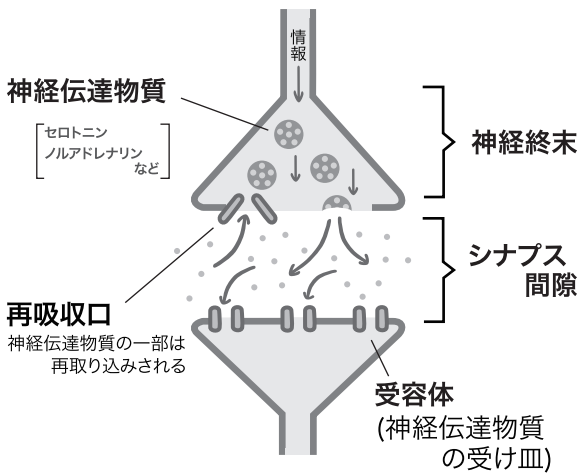 情報
神経伝達物質
セロトニン
ノルアドレナリン
など
神経終末
シナプス
間隙
再吸収口
神経伝達物質の一部は
再取り込みされる
受容体
(神経伝達物質
の受け皿)